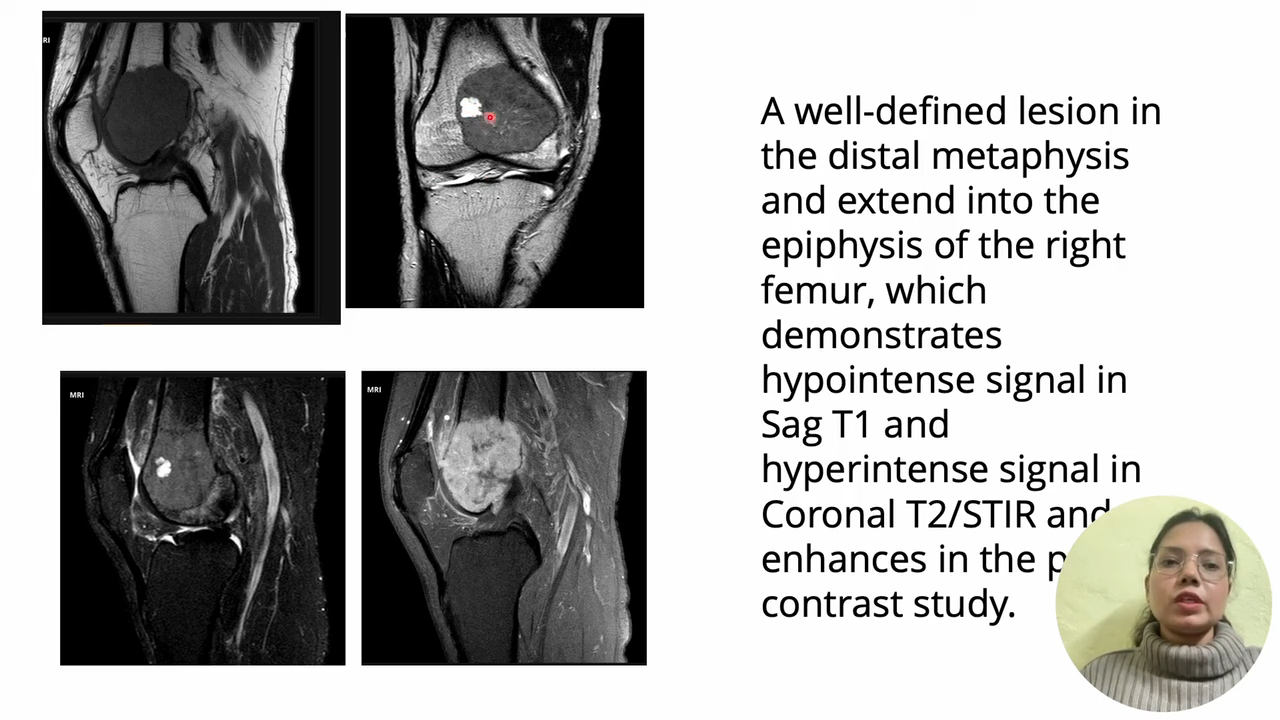 RI
MRI
MRI
A well-defined lesion in
the distal metaphysis
and extend into the
epiphysis of the right
femur, which
demonstrates
hypointense signal in
Sag T1 and
hyperintense signal in
Coronal T2/STIR and
enhances in the
contrast study.